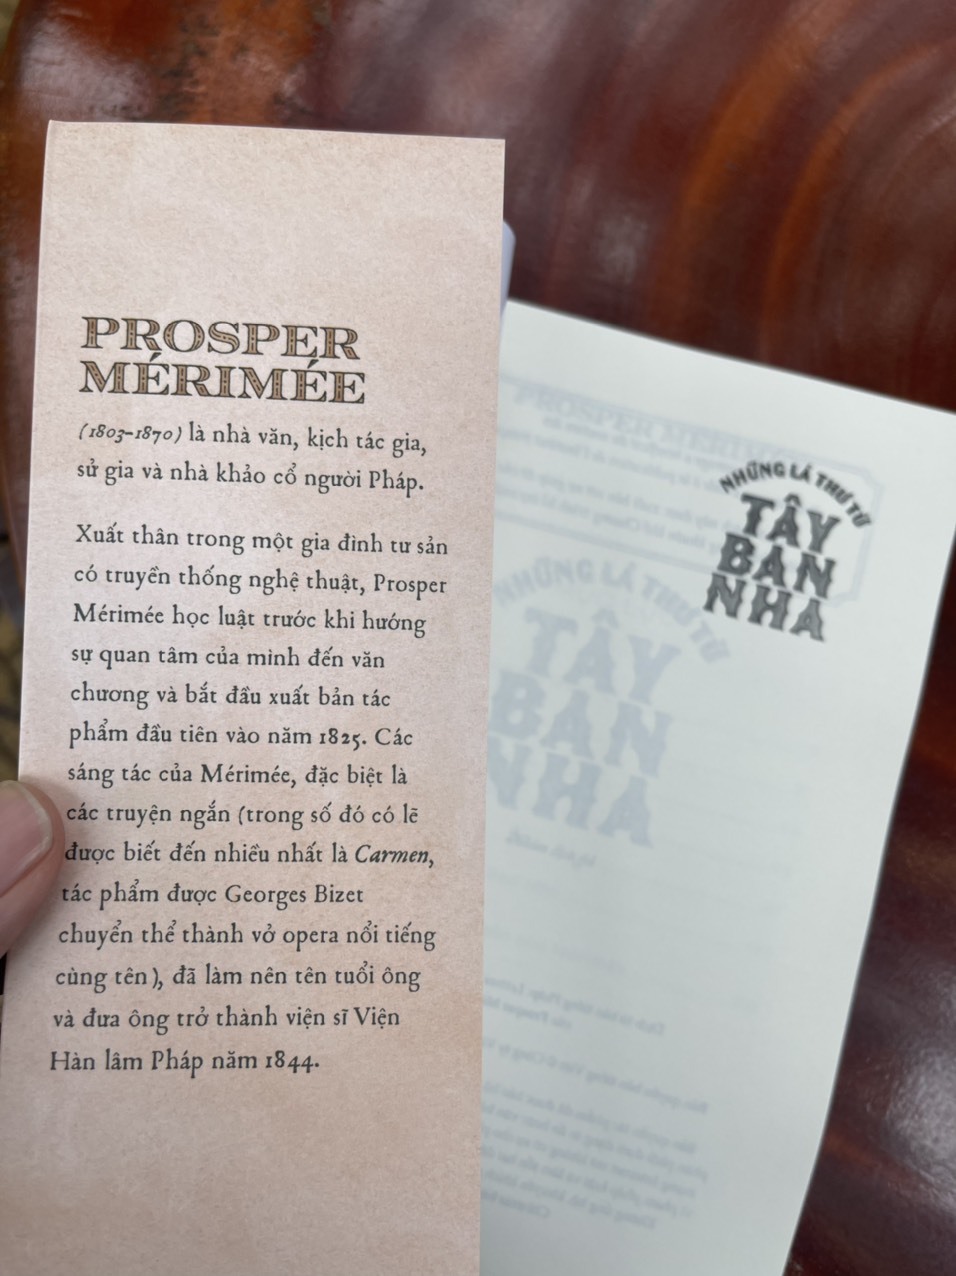 PROSPER
MÉRIMÉE
(1803–1870) là nhà văn, kịch tác gia,
sử gia và nhà khảo cổ người Pháp.
Xuất thân trong một gia đình tư sản
có truyền thống nghệ thuật, Prosper
Mérimée học luật trước khi hướng
sự quan tâm của mình đến văn
chương và bắt đầu xuất bản tác
phẩm đầu tiên vào năm 1825. Các
sáng tác của Mérimée, đặc biệt là
các truyện ngắn (trong số đó có lẽ
được biết đến nhiều nhất là Carmen,
tác phẩm được Georges Bizet
chuyển thể thành vở opera nổi tiếng
cùng tên), đã làm nên tên tuổi ông
và đưa ông trở thành viện sĩ Viện
Hàn lâm Pháp năm 1844.
NHỮNG LÁ THƯ TỪ
TÂY
BAN
NHA